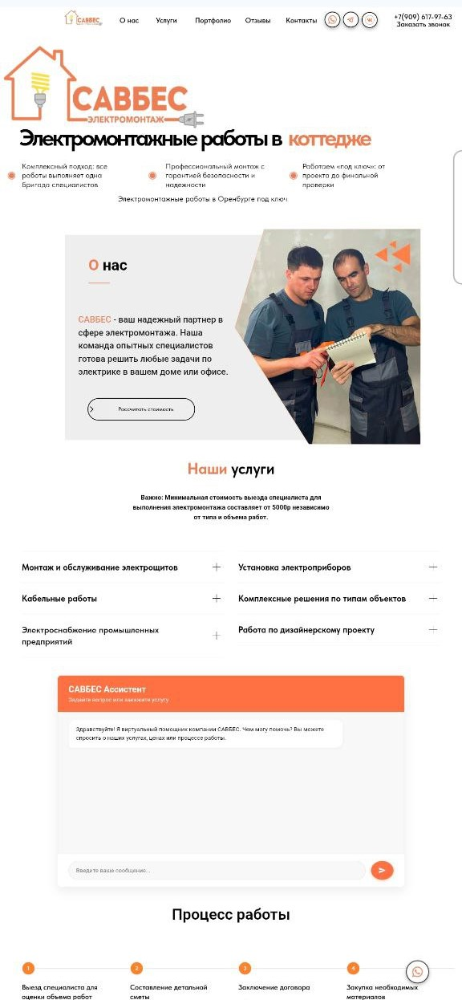 САВБЕС
О нас
Услуги
Портфолио
Отзывы
Контакты
+7(909) 617-97-63
Заказать звонок
САВБЕС
ЭЛЕКТРОМОНТАЖ
Электромонтажные работы в коттедже
Комплексный подход: все
работы выполняет одна
бригада специалистов
Профессиональный монтаж с
гарантией безопасности и
надежности
Работаем «под ключ»: от
проекта до финальной
проверки
Электромонтажные работы в Оренбурге под ключ
О нас
САВБЕС - ваш надежный партнер в
сфере электромонтажа. Наша
команда опытных специалистов
готова решить любые задачи по
электрике в вашем доме или офисе.
Рассчитать стоимость
Наши услуги
Важно: Минимальная стоимость выезда специалиста для
выполнения электромонтажа составляет от 5000р независимо
от типа и объема работ.
Монтаж и обслуживание электрощитов
Кабельные работы
Электроснабжение промышленных
предприятий
Установка электроприборов
Комплексные решения по типам объектов
Работа по дизайнерскому проекту
САВБЕС Ассистент
Задайте вопрос или закажите услугу
Здравствуйте! Я виртуальный помощник компании САВБЕС. Чем могу помочь? Вы можете
спросить о наших услугах, ценах или процессе работы.
Введите ваше сообщение...
Процесс работы
1
Выезд специалиста для
оценки объема работ
2
Составление детальной
сметы
3
Заключение договора
4
Закупка необходимых
материалов